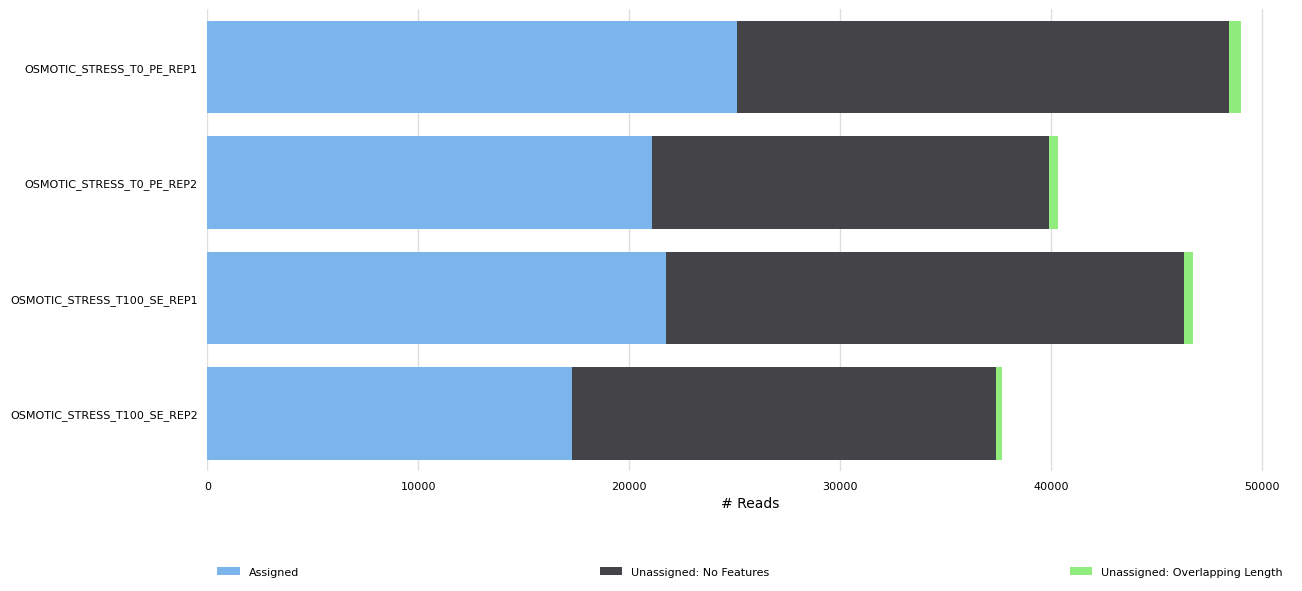 OSMOTIC_STRESS_T0_PE_REP1
OSMOTIC_STRESS_T0_PE_REP2
OSMOTIC_STRESS_T100_SE_REP1
OSMOTIC_STRESS_T100_SE_REP2
0 10000 20000 30000 40000 50000
# Reads
Assigned Unassigned: No Features Unassigned: Overlapping Length